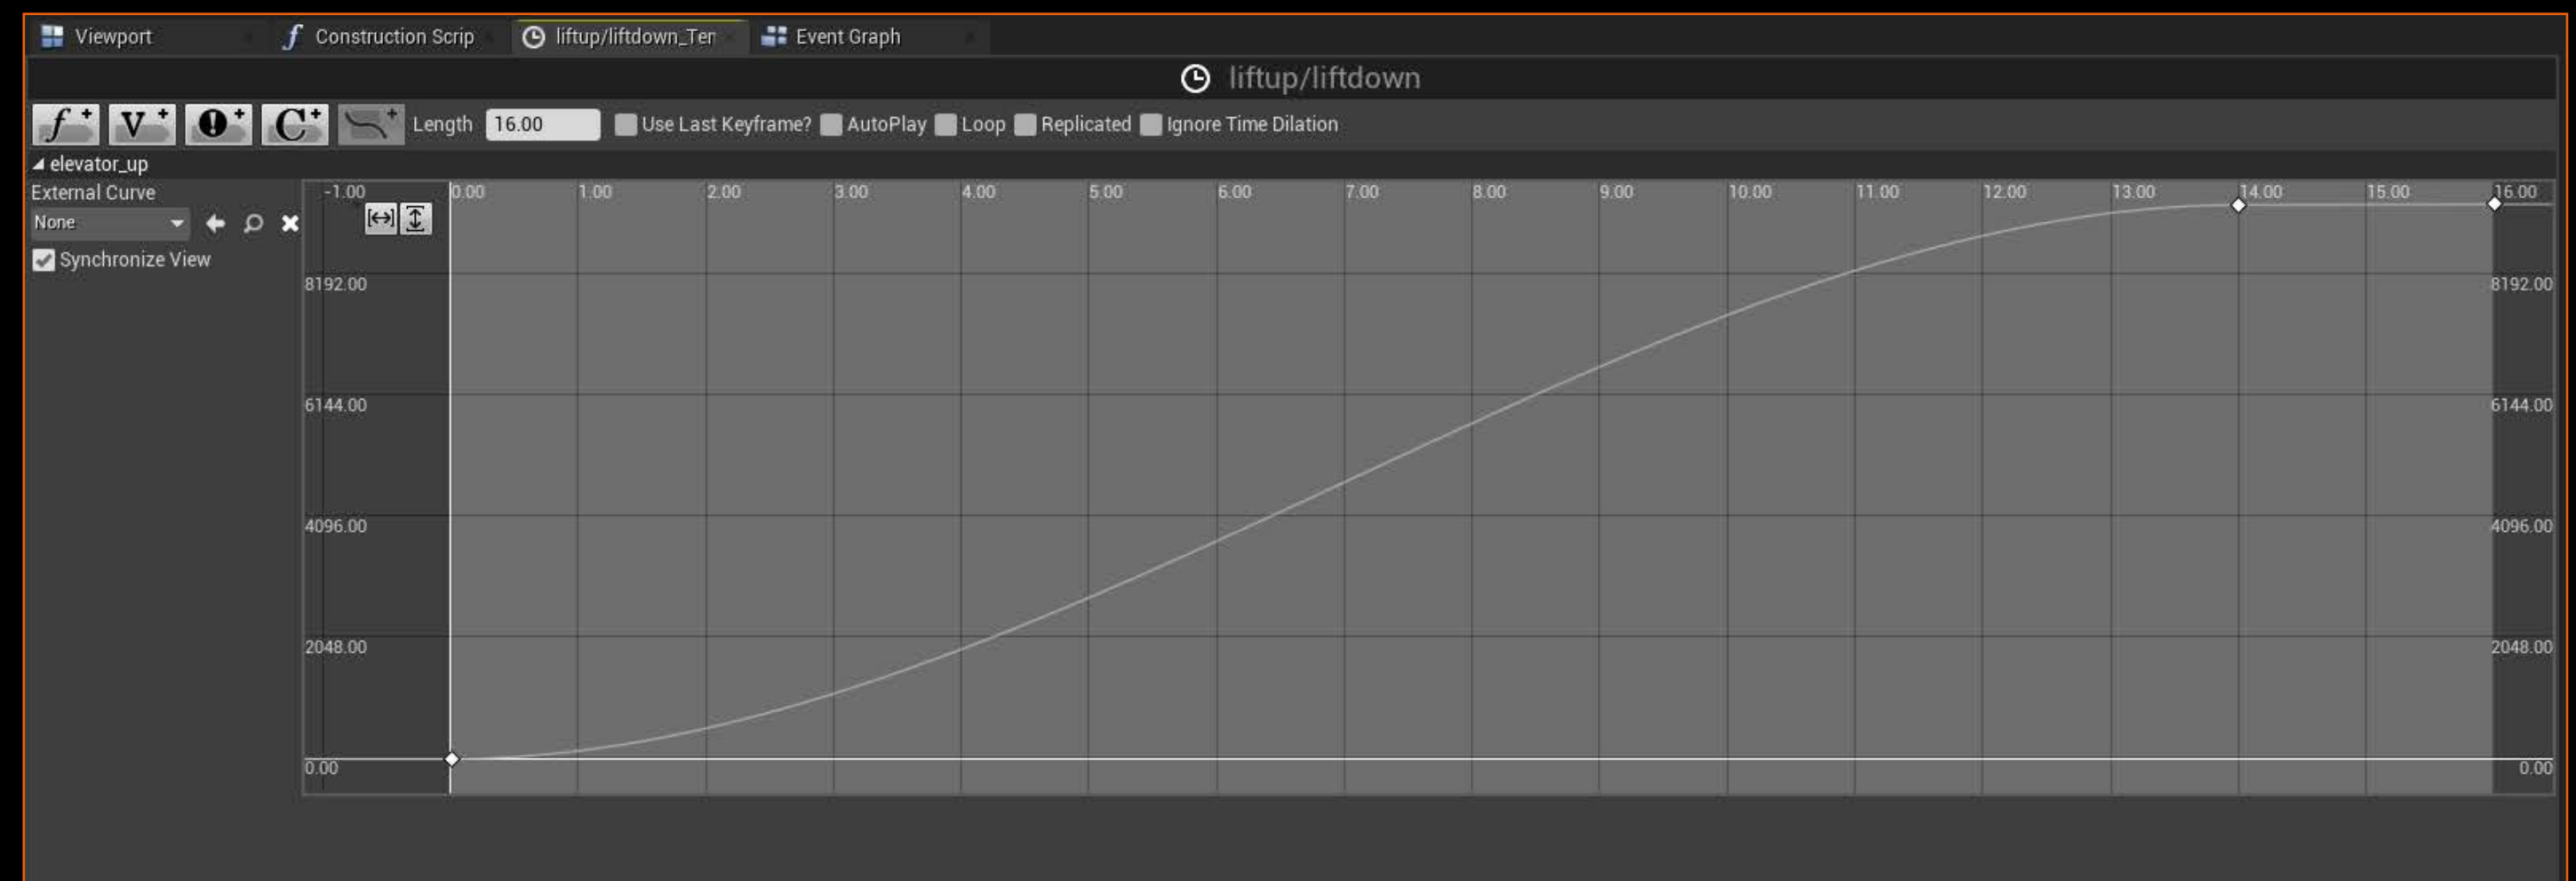 Viewport Construction Scrip liftup/liftdown_Ter Event Graph
liftup/liftdown
Length 16.00 Use Last Keyframe? AutoPlay Loop Replicated Ignore Time Dilation
elevator_up
External Curve
None
Synchronize View
-1.00 0.00 1.00 2.00 3.00 4.00 5.00 6.00 7.00 8.00 9.00 10.00 11.00 12.00 13.00 14.00 15.00 16.00
8192.00 8192.00
6144.00 6144.00
4096.00 4096.00
2048.00 2048.00
0.00 0.00